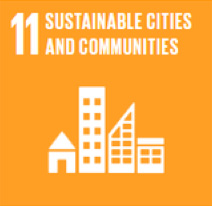 11 SUSTAINABLE CITIES
AND COMMUNITIES